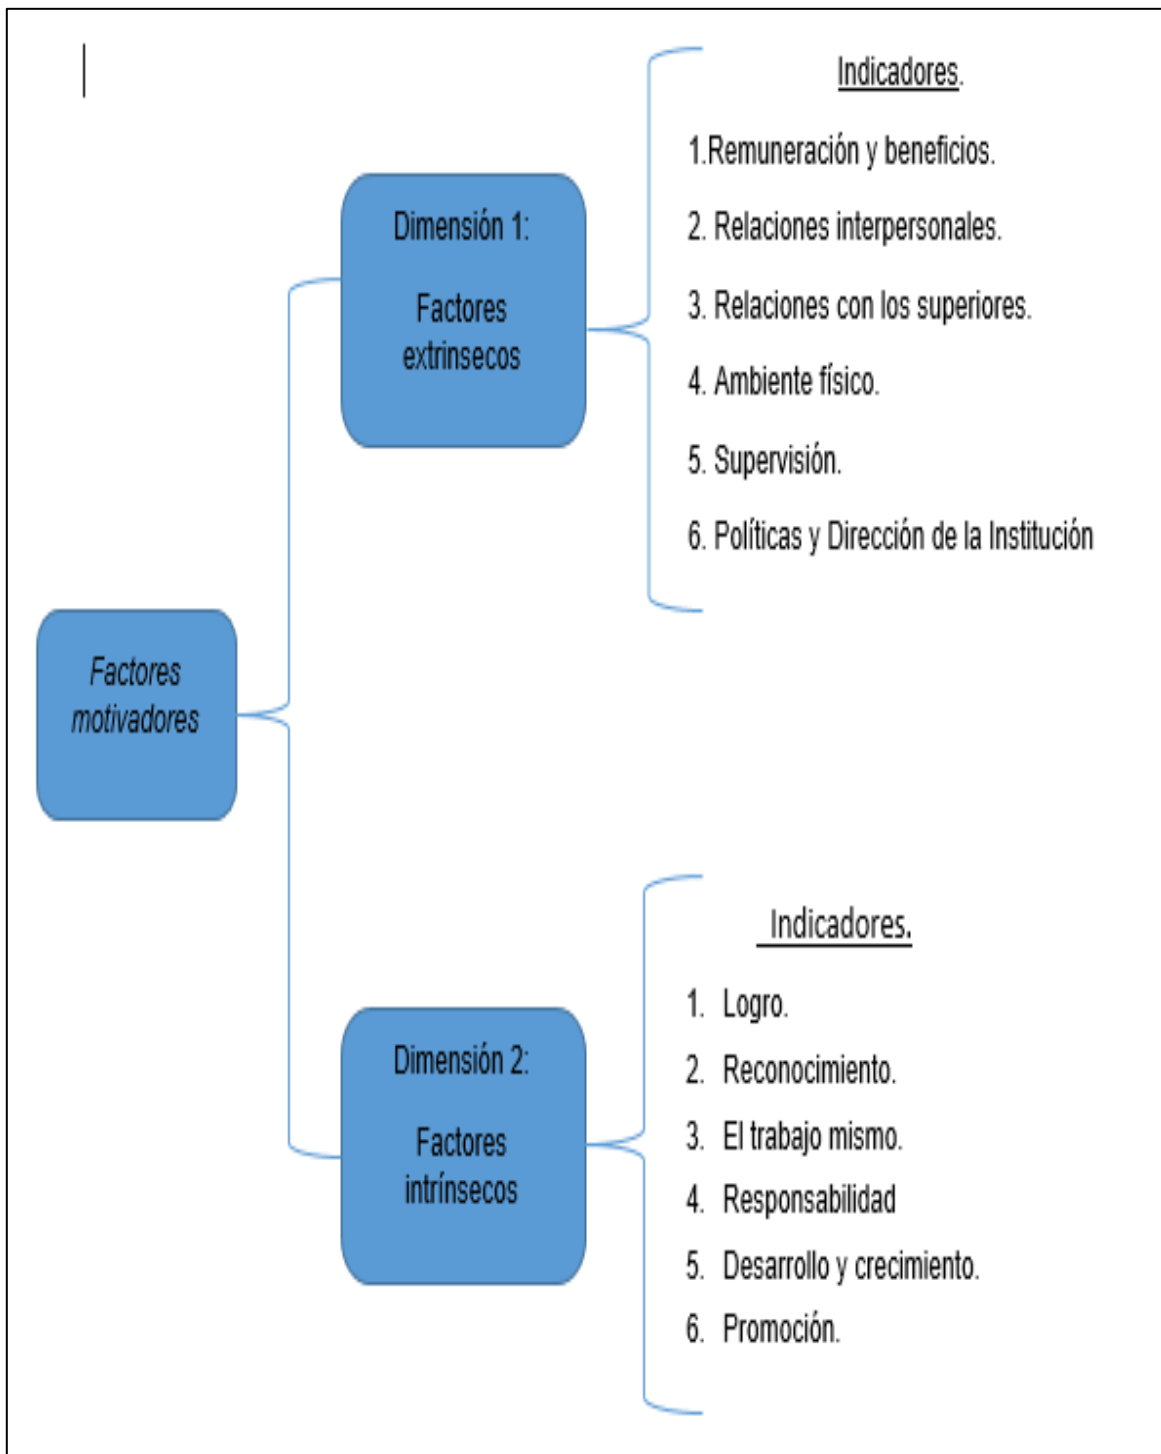 Factores
motivadores
Dimensión 1:
Factores
extrinsecos
Indicadores.
1.Remuneración y beneficios.
2. Relaciones interpersonales.
3. Relaciones con los superiores.
4. Ambiente físico.
5. Supervisión.
6. Políticas y Dirección de la Institución
Dimensión 2:
Factores
intrínsecos
Indicadores.
1. Logro.
2. Reconocimiento.
3. El trabajo mismo.
4. Responsabilidad
5. Desarrollo y crecimiento.
6. Promoción.